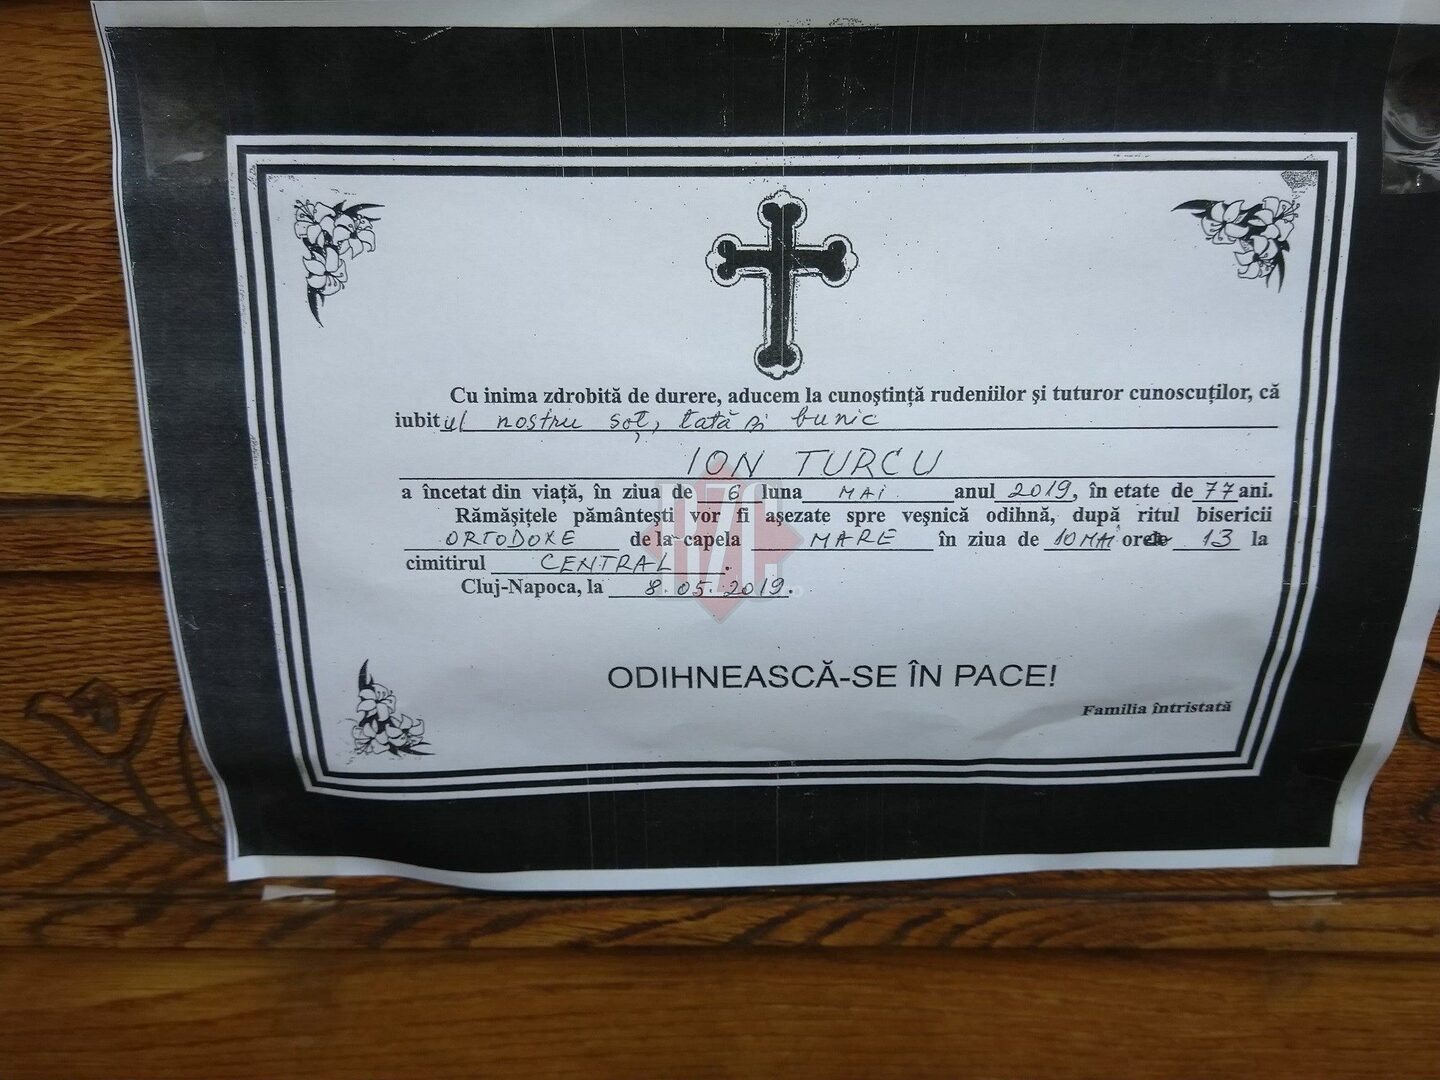 Cu inima zdrobită de durere, aducem la cunoştinţă rudeniilor şi tuturor cunoscuţilor, că
iubitul nostru soţ, tată şi bunic
ION TURCU
a încetat din viaţă, în ziua de 6 luna MAI anul 2019, în etate de 77 ani.
Rămăşiţele pământeşti vor fi aşezate spre veşnică odihnă, după ritul bisericii
ORTODOXE de la capela MARE în ziua de 10 MAI orele 13 la
cimitirul CENTRAL.
Cluj-Napoca, la 8.05.2019.
ODIHNEASCĂ-SE ÎN PACE!
Familia întristată